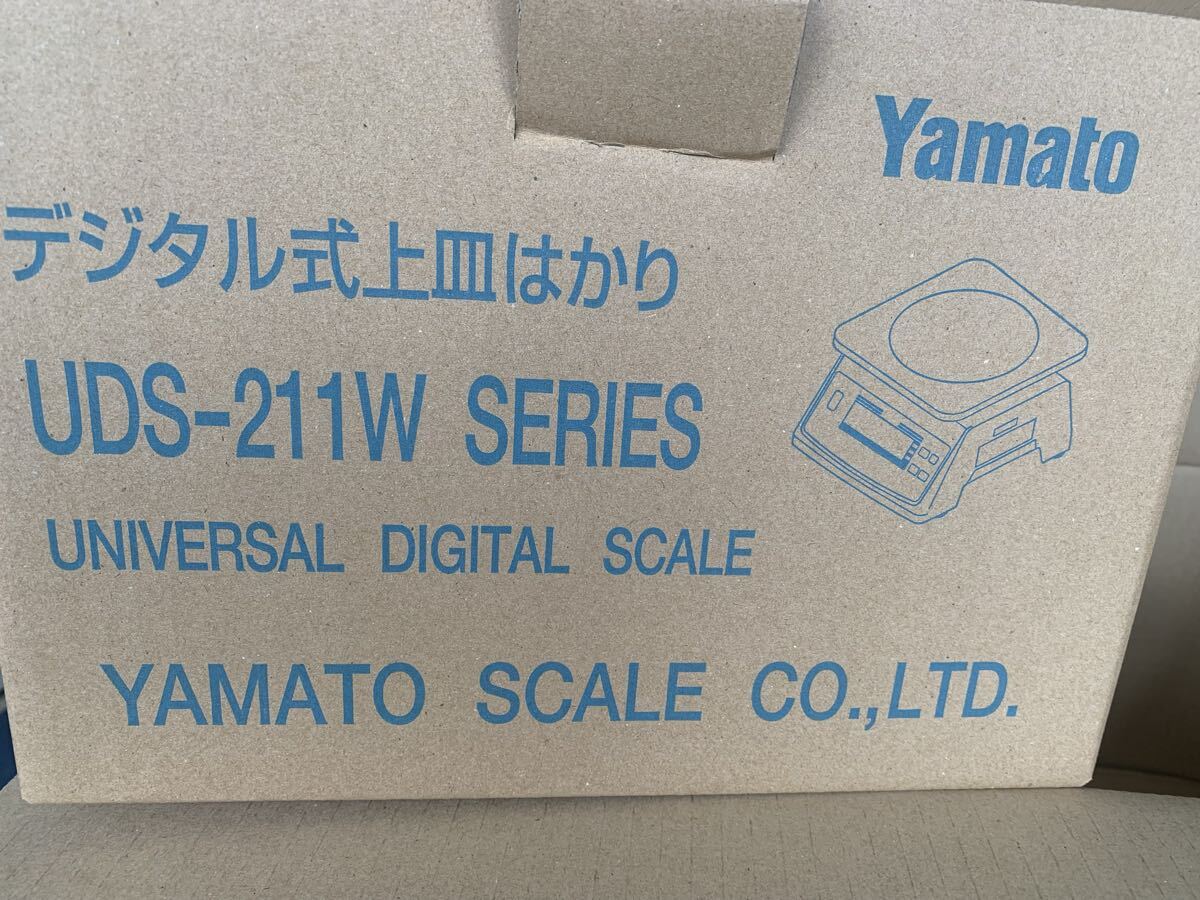 Yamato
デジタル式上皿はかり
UDS-211W SERIES
UNIVERSAL DIGITAL SCALE
YAMATO SCALE CO.,LTD.